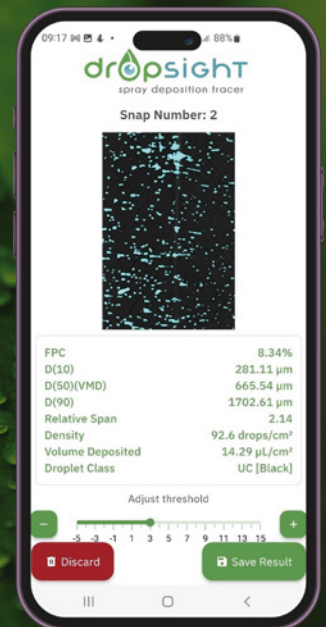 09:17
88%
dropsight
spray deposition tracer
Snap Number: 2
FPC 8.34%
D(10) 281.11 µm
D(50)(VMD) 665.54 µm
D(90) 1702.61 µm
Relative Span 2.14
Density 92.6 drops/cm²
Volume Deposited 14.29 µL/cm²
Droplet Class UC [Black]
Adjust threshold
- +
-5 -3 -1 1 3 5 7 9 11 13 15
Discard Save Result